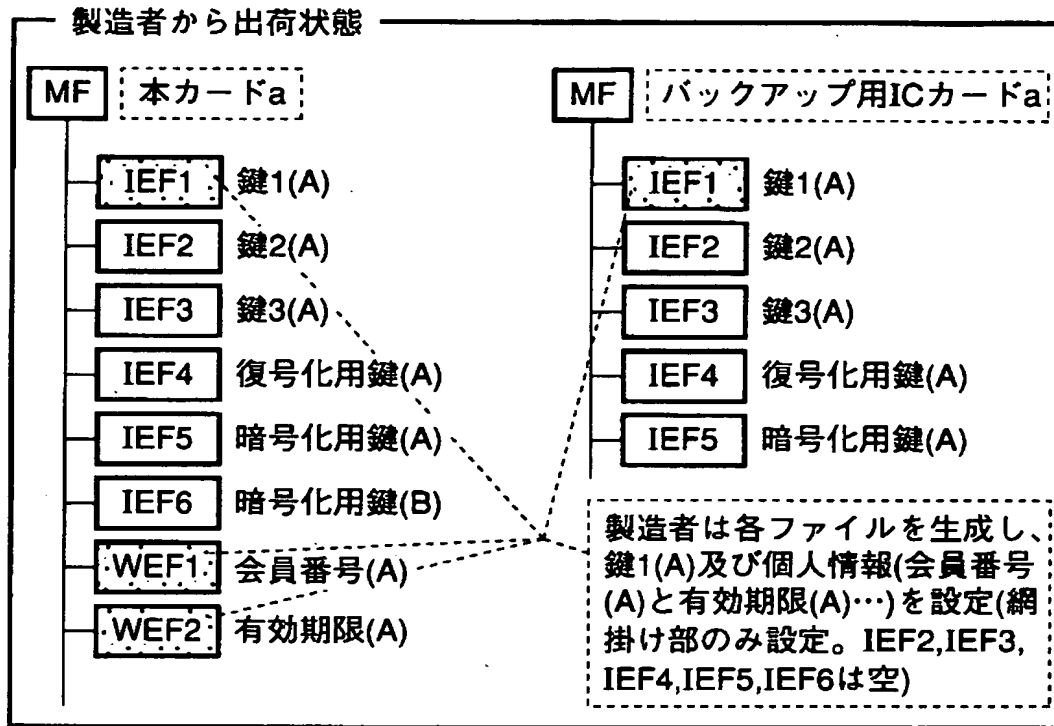 製造者から出荷状態
MF 本カードa
IEF1 鍵1(A)
IEF2 鍵2(A)
IEF3 鍵3(A)
IEF4 復号化用鍵(A)
IEF5 暗号化用鍵(A)
IEF6 暗号化用鍵(B)
WEF1 会員番号(A)
WEF2 有効期限(A)
MF バックアップ用ICカードa
IEF1 鍵1(A)
IEF2 鍵2(A)
IEF3 鍵3(A)
IEF4 復号化用鍵(A)
IEF5 暗号化用鍵(A)
製造者は各ファイルを生成し、
鍵1(A)及び個人情報(会員番号
(A)と有効期限(A)…)を設定(網
掛け部のみ設定。IEF2,IEF3,
IEF4,IEF5,IEF6は空)